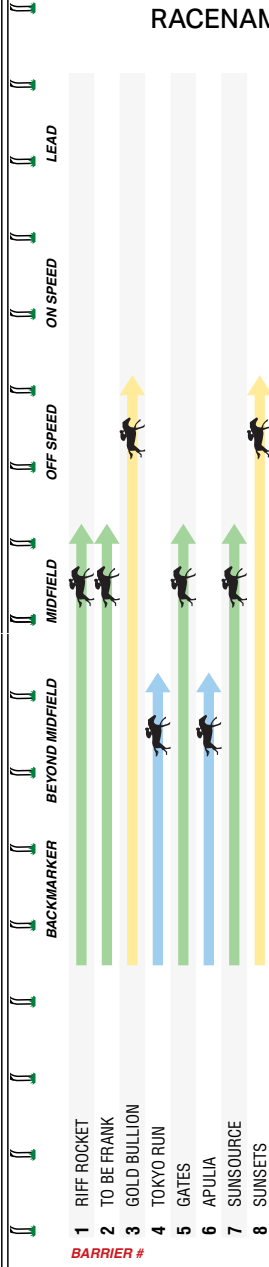 RACENAM
LEAD
ON SPEED
OFF SPEED
MIDFIELD
BEYOND MIDFIELD
BACKMARKER
1 RIFF ROCKET
2 TO BE FRANK
3 GOLD BULLION
4 TOKYO RUN
5 GATES
6 APULIA
7 SUNSOURCE
8 SUNSETS
BARRIER #